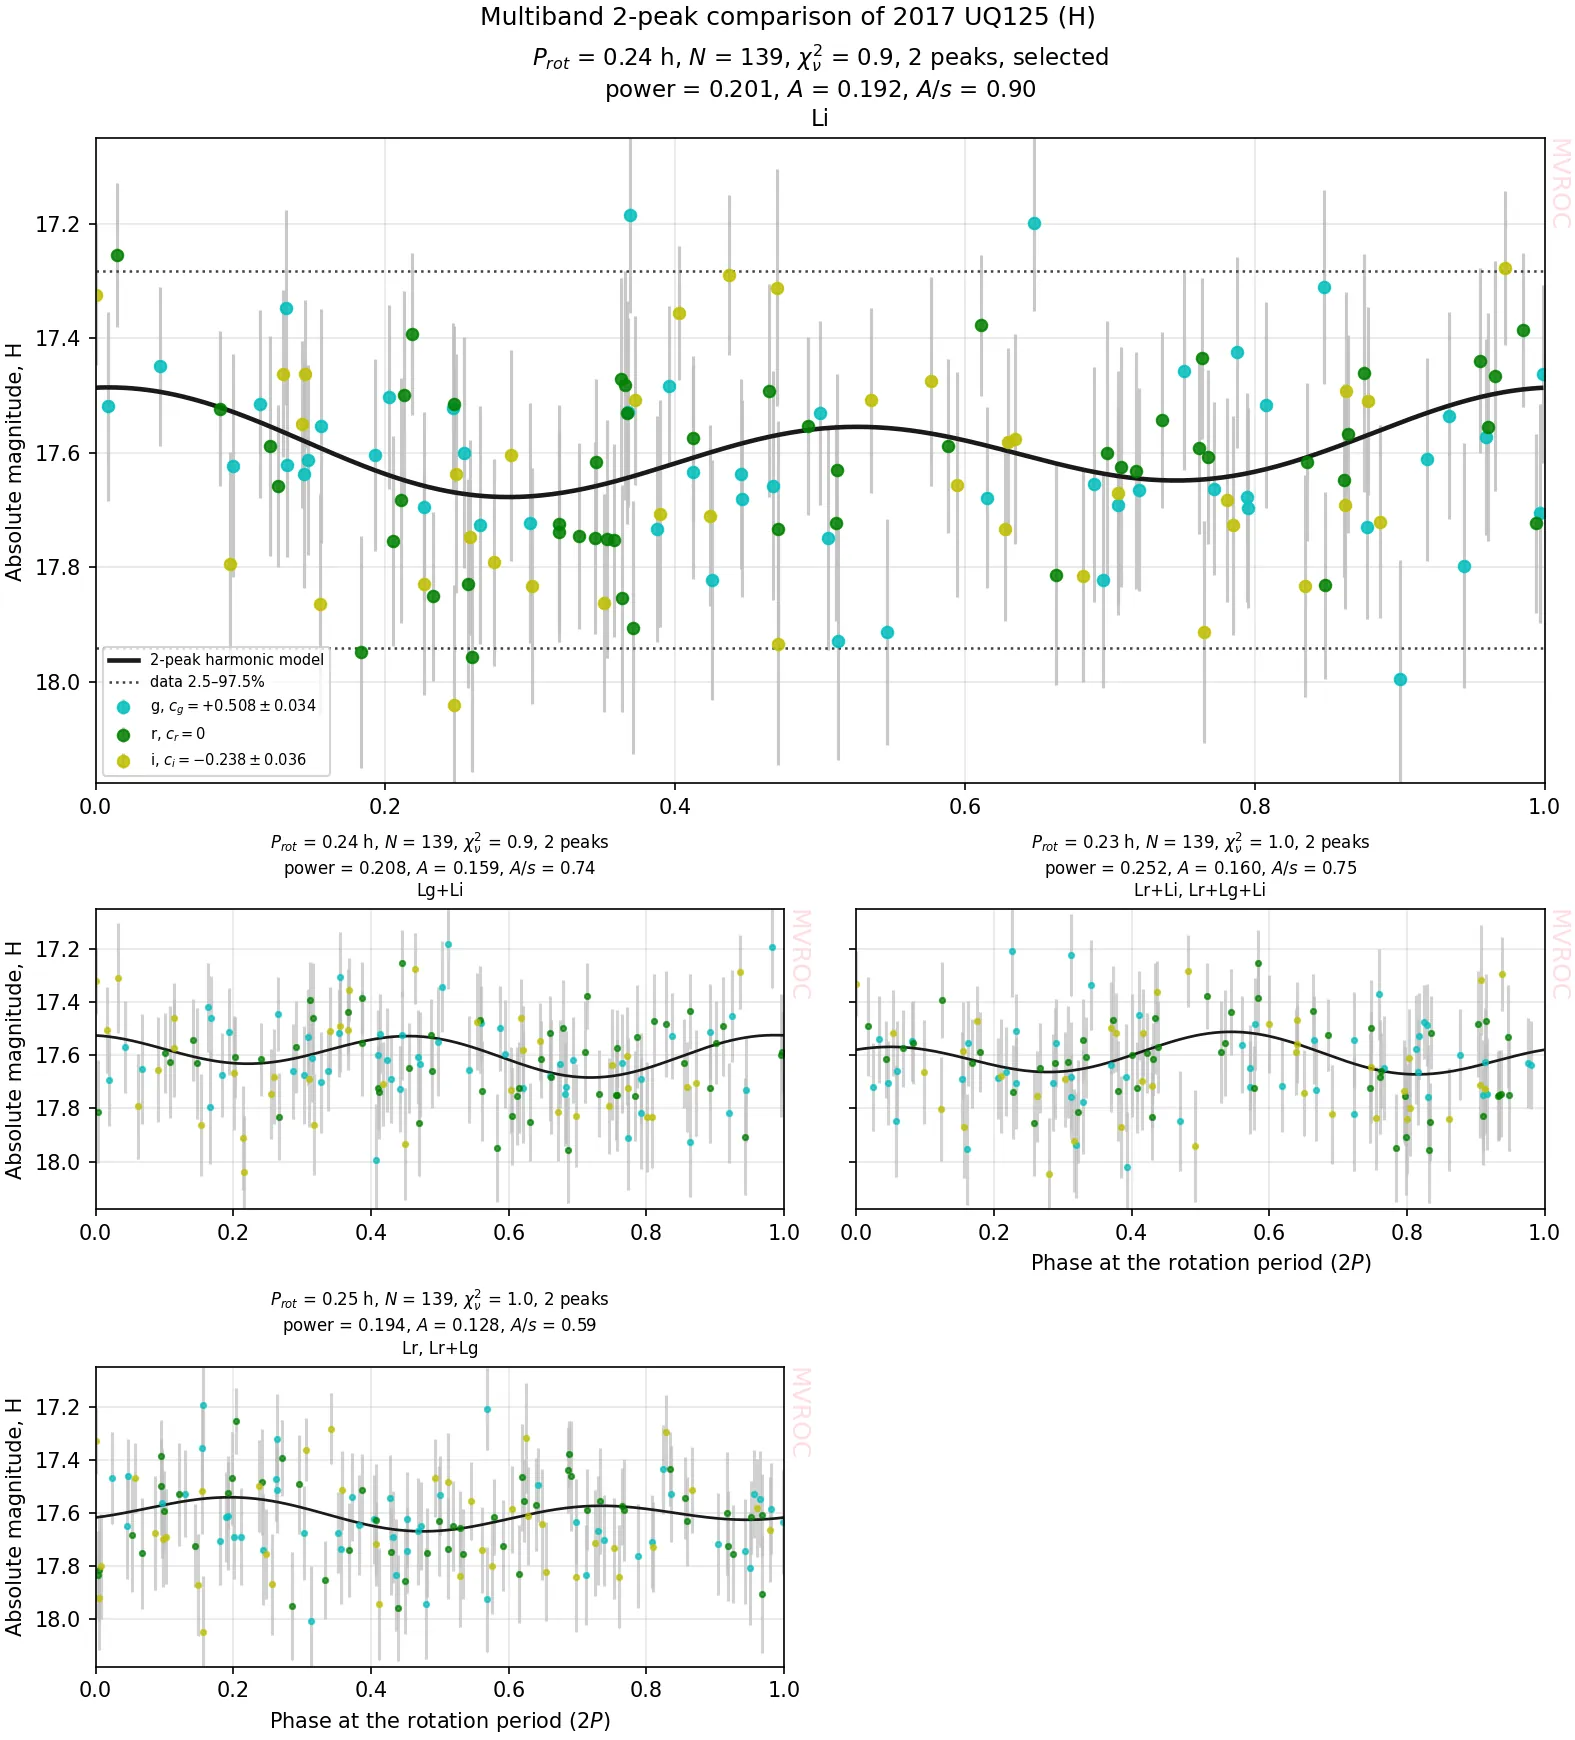 Multiband 2-peak comparison of 2017 UQ125 (H)
P_rot = 0.24 h, N = 139, χ²_ν = 0.9, 2 peaks, selected
power = 0.201, A = 0.192, A/s = 0.90
Li
MVROC
Absolute magnitude, H
17.2
17.4
17.6
17.8
18.0
2-peak harmonic model
data 2.5–97.5%
g, c_g = +0.508 ± 0.034
r, c_r = 0
i, c_i = −0.238 ± 0.036
0.0 0.2 0.4 0.6 0.8 1.0
P_rot = 0.24 h, N = 139, χ²_ν = 0.9, 2 peaks
power = 0.208, A = 0.159, A/s = 0.74
Lg+Li
MVROC
Absolute magnitude, H
17.2
17.4
17.6
17.8
18.0
0.0 0.2 0.4 0.6 0.8 1.0
P_rot = 0.23 h, N = 139, χ²_ν = 1.0, 2 peaks
power = 0.252, A = 0.160, A/s = 0.75
Lr+Li, Lr+Lg+Li
MVROC
0.0 0.2 0.4 0.6 0.8 1.0
Phase at the rotation period (2P)
P_rot = 0.25 h, N = 139, χ²_ν = 1.0, 2 peaks
power = 0.194, A = 0.128, A/s = 0.59
Lr, Lr+Lg
MVROC
Absolute magnitude, H
17.2
17.4
17.6
17.8
18.0
0.0 0.2 0.4 0.6 0.8 1.0
Phase at the rotation period (2P)